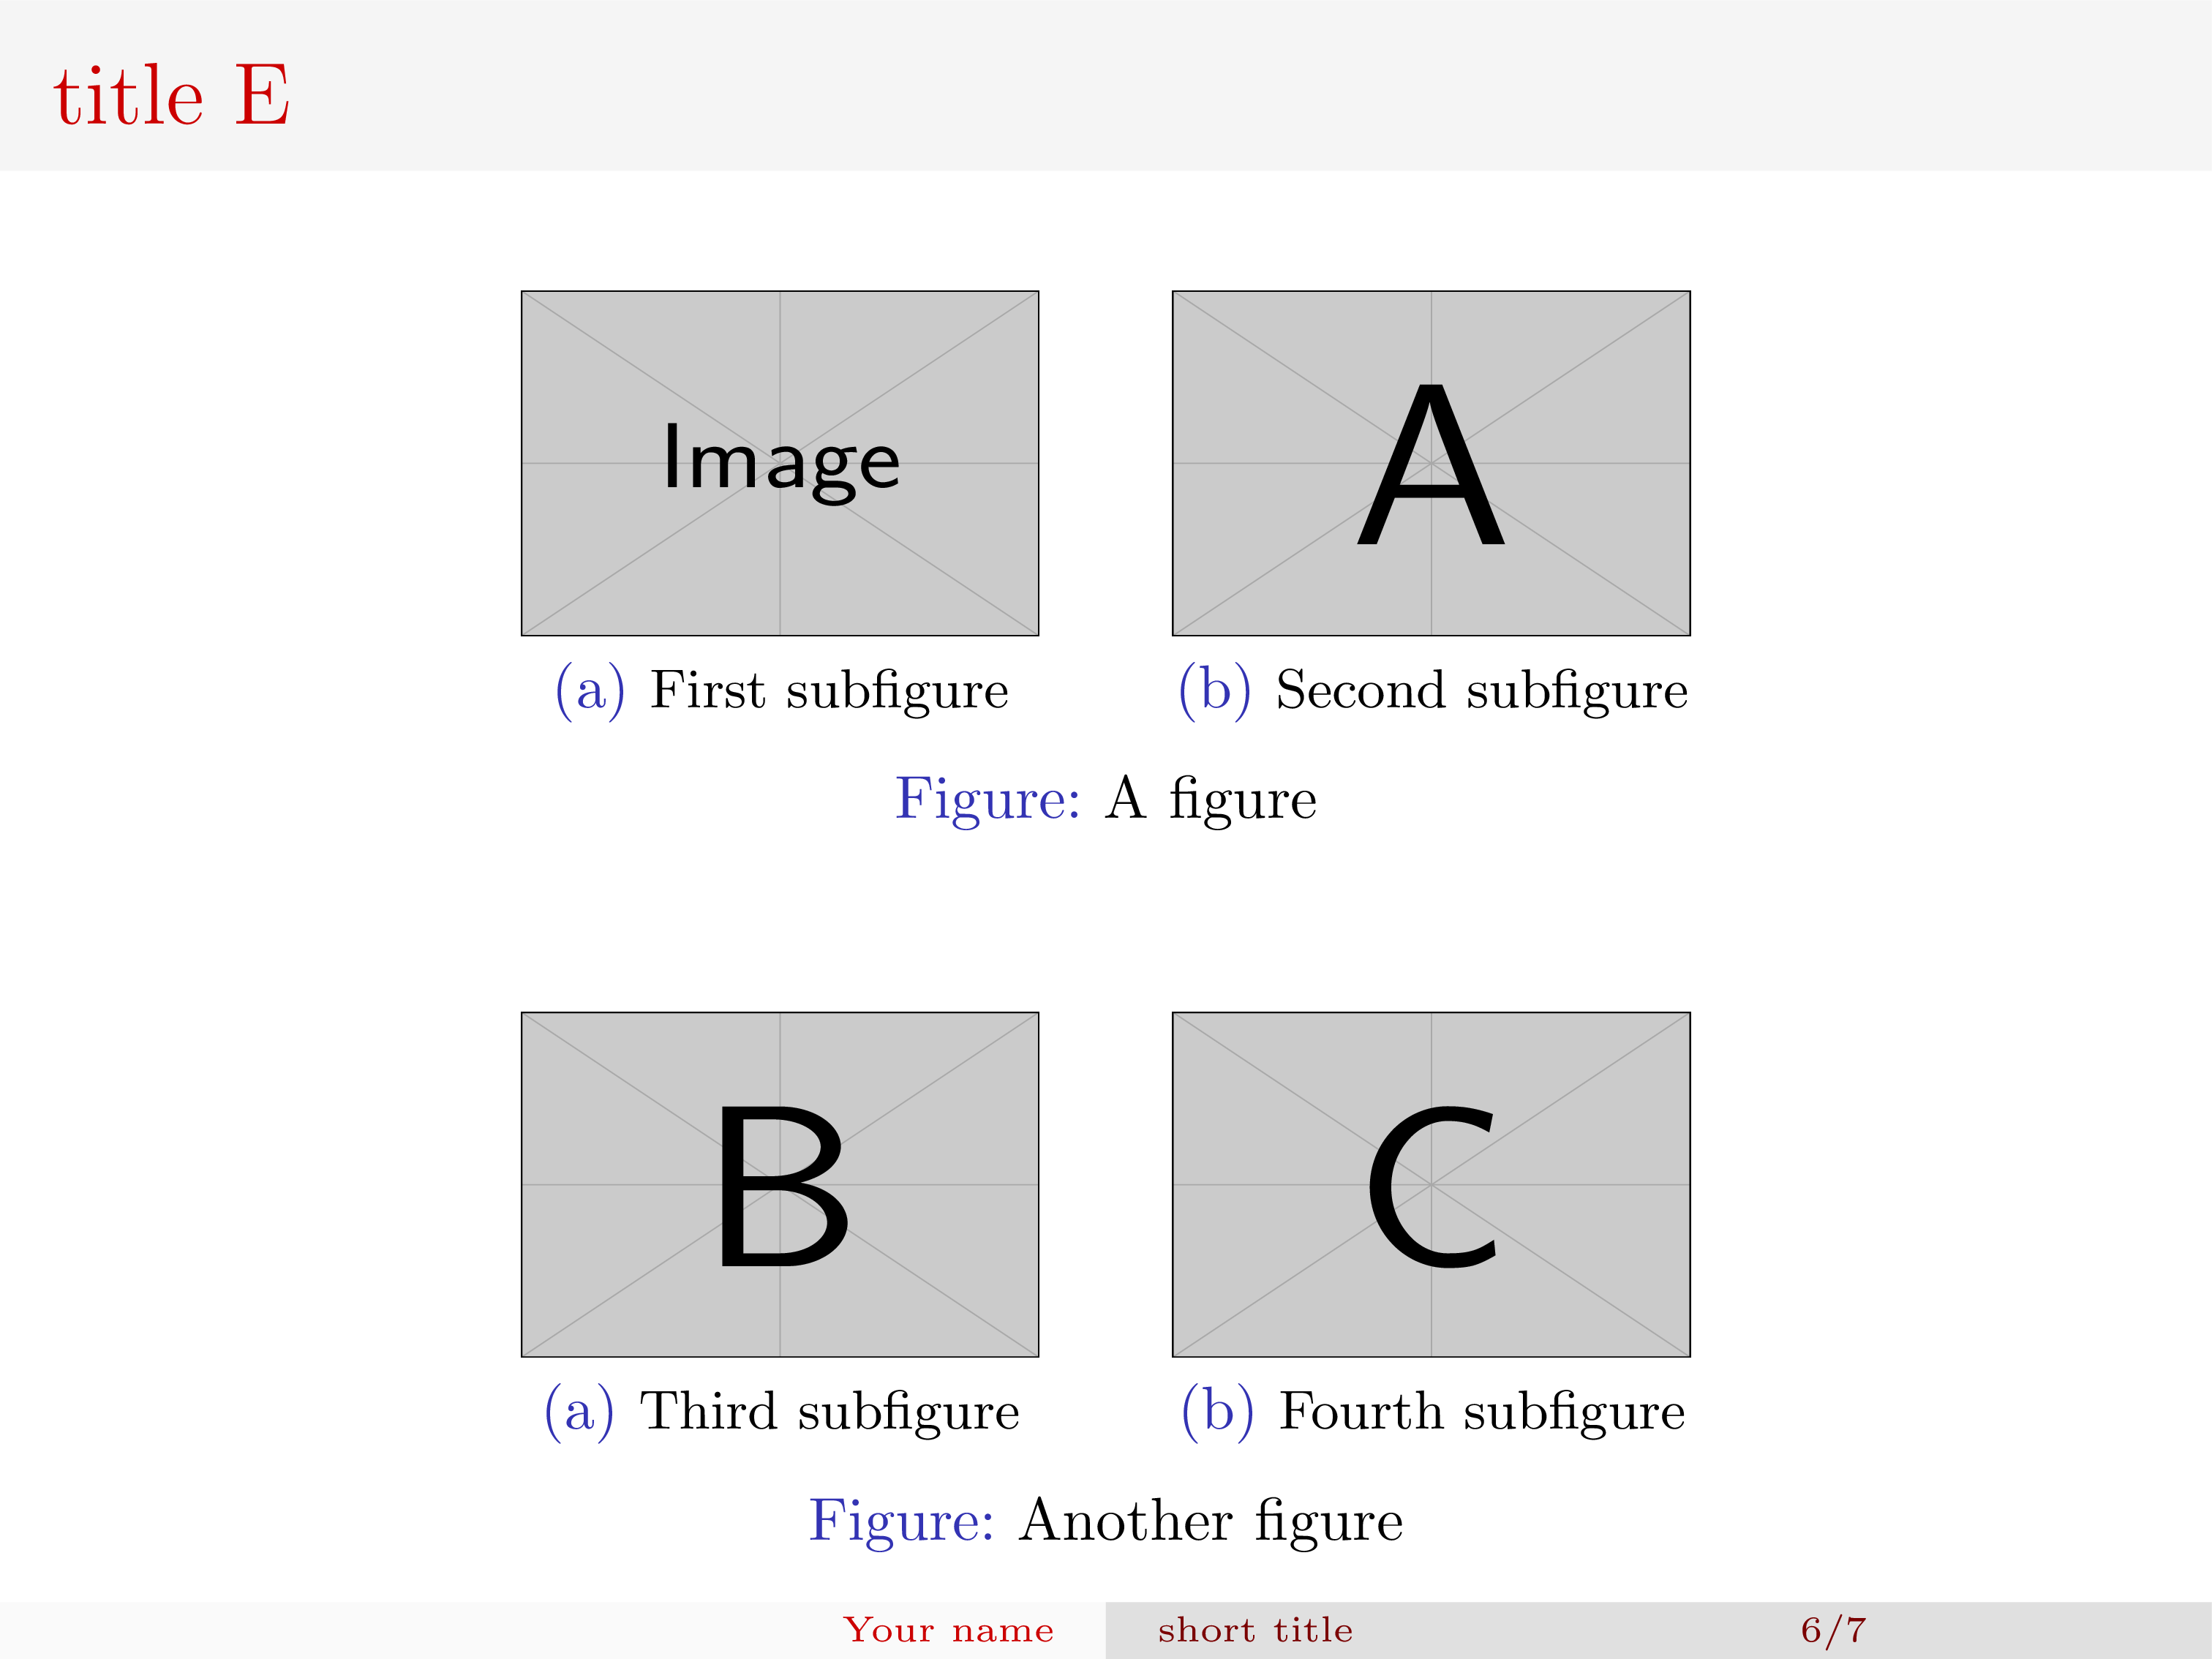 title E
Image
A
(a) First subfigure
(b) Second subfigure
Figure: A figure
B
C
(a) Third subfigure
(b) Fourth subfigure
Figure: Another figure
Your name
short title
6/7